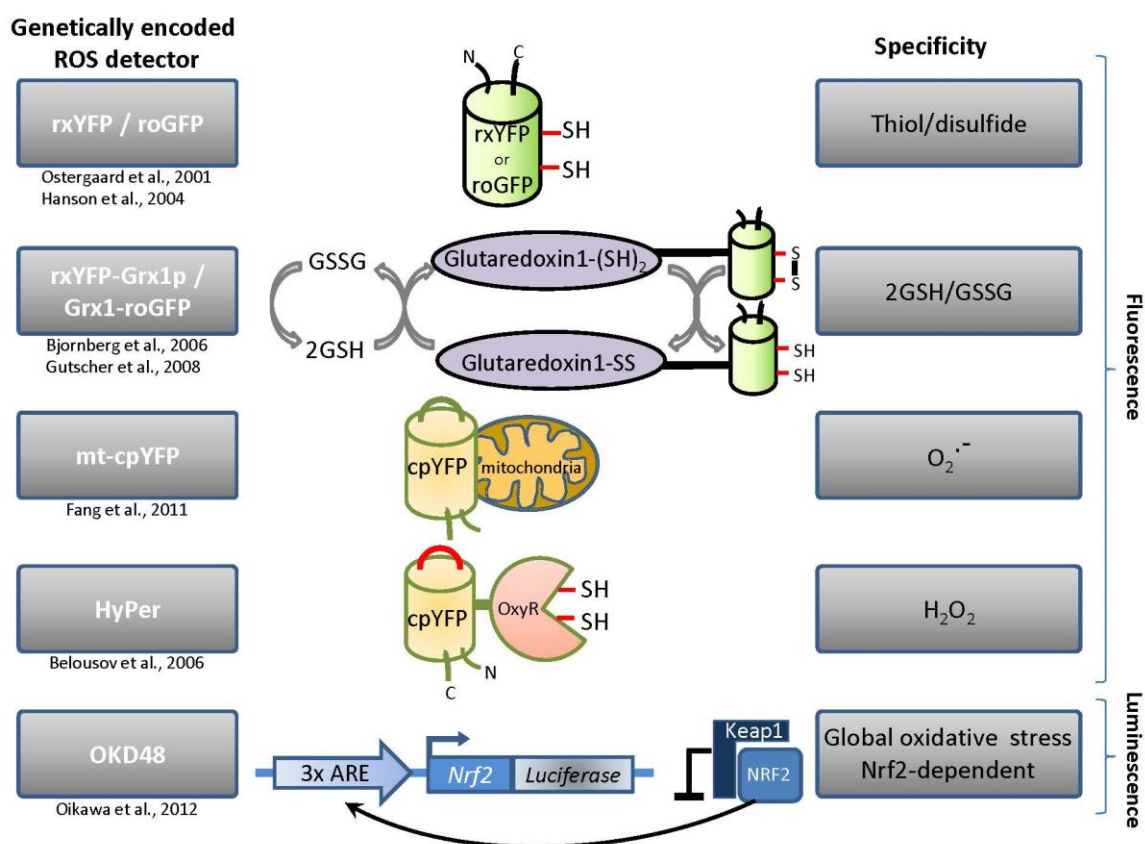 Genetically encoded
ROS detector
Specificity
rxYFP / roGFP
Ostergaard et al., 2001
Hanson et al., 2004
N
C
rxYFP
or
roGFP
SH
SH
Thiol/disulfide
rxYFP-Grx1p /
Grx1-roGFP
Bjornberg et al., 2006
Gutscher et al., 2008
GSSG
2GSH
Glutaredoxin1-(SH)₂
Glutaredoxin1-SS
S
S
SH
SH
2GSH/GSSG
mt-cpYFP
Fang et al., 2011
cpYFP
mitochondria
N
C
O₂·⁻
HyPer
Belousov et al., 2006
cpYFP
OxyR
SH
SH
N
C
H₂O₂
Fluorescence
OKD48
Oikawa et al., 2012
3x ARE
Nrf2
Luciferase
Keap1
NRF2
Global oxidative stress
Nrf2-dependent
Luminescence